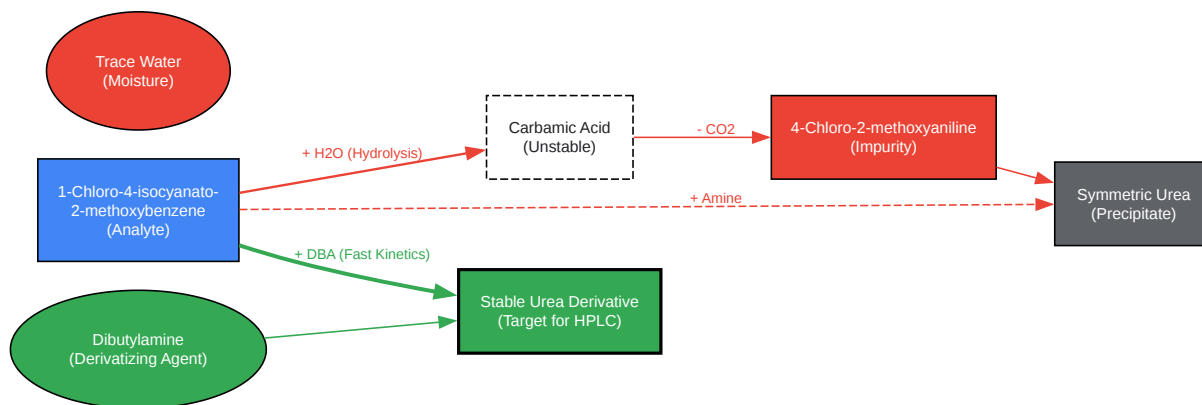 Trace Water
(Moisture)
1-Chloro-4-isocyanato-
2-methoxybenzene
(Analyte)
Dibutylamine
(Derivatizing Agent)
+ H2O (Hydrolysis)
+ DBA (Fast Kinetics)
Carbamic Acid
(Unstable)
Stable Urea Derivative
(Target for HPLC)
- CO2
+ Amine
4-Chloro-2-methoxyaniline
(Impurity)
Symmetric Urea
(Precipitate)